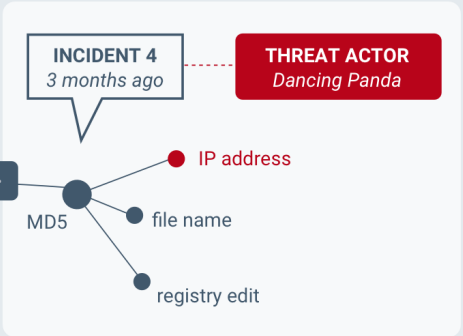 INCIDENT 4
3 months ago
THREAT ACTOR
Dancing Panda
IP address
MD5
file name
registry edit